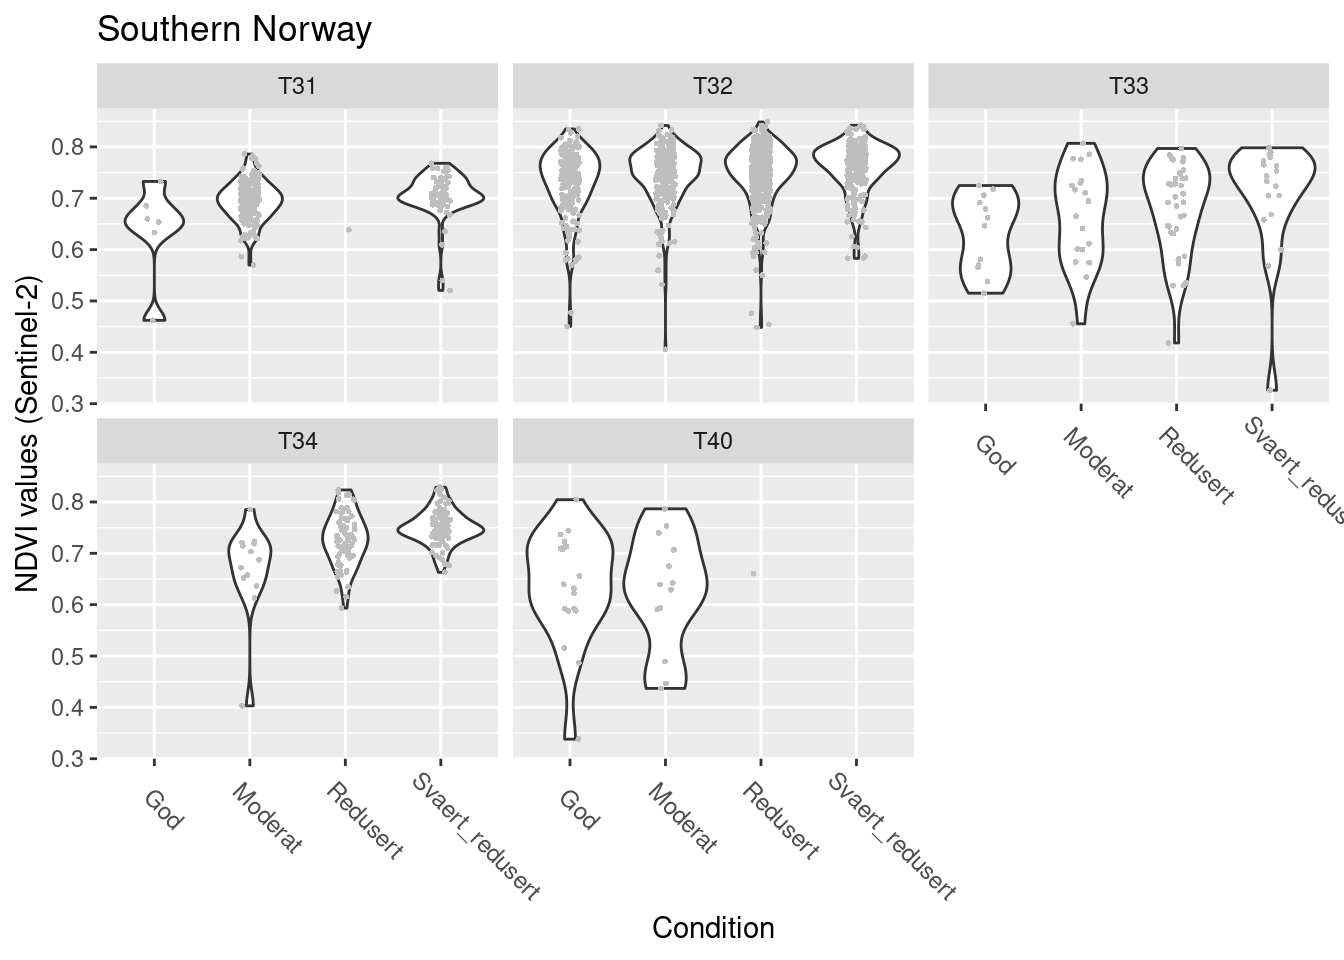 Southern Norway
T31 T32 T33
0.8
0.7
0.6
0.5
0.4
0.3
God Moderat Redusert Svaert_redus
T34 T40
0.8
0.7
0.6
0.5
0.4
0.3
God Moderat Redusert Svaert_redusert God Moderat Redusert Svaert_redusert
NDVI values (Sentinel-2)
Condition